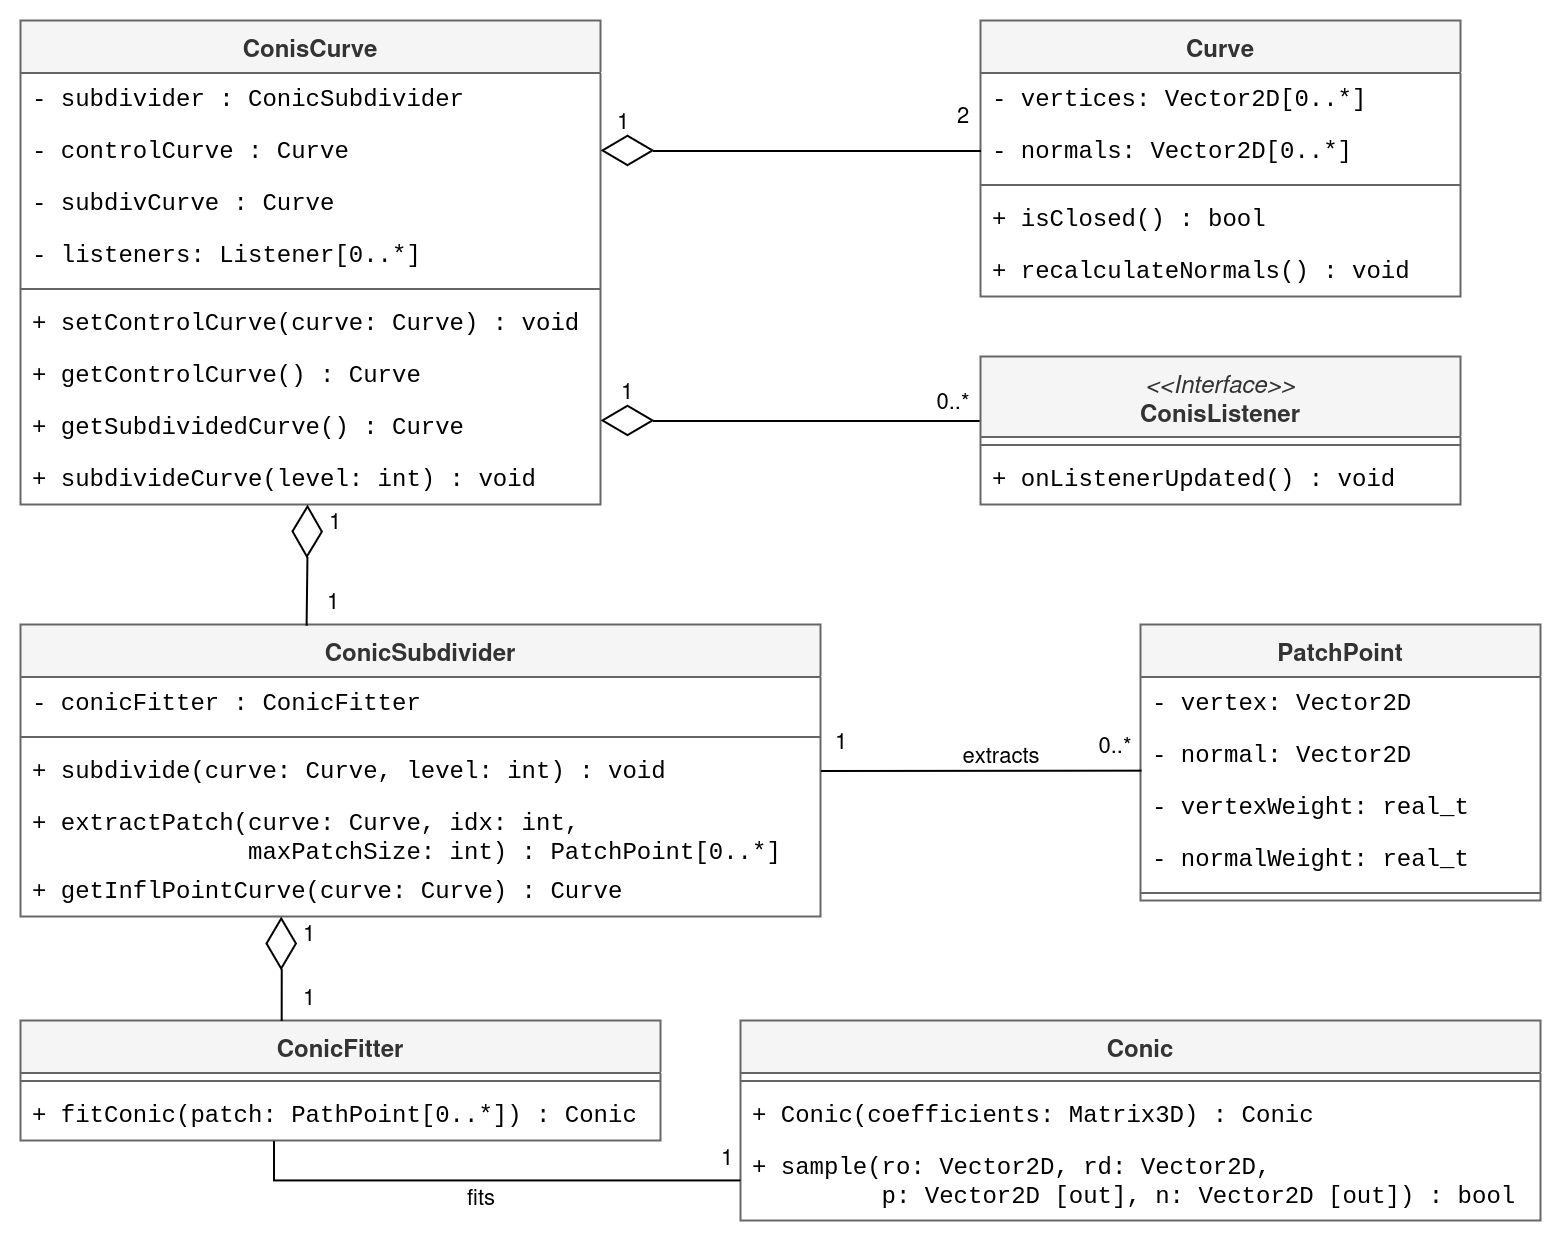 ConisCurve
- subdivider : ConicSubdivider
- controlCurve : Curve
- subdivCurve : Curve
- listeners: Listener[0..*]
+ setControlCurve(curve: Curve) : void
+ getControlCurve() : Curve
+ getSubdividedCurve() : Curve
+ subdivideCurve(level: int) : void
1
2
Curve
- vertices: Vector2D[0..*]
- normals: Vector2D[0..*]
+ isClosed() : bool
+ recalculateNormals() : void
1
0..*
<<Interface>>
ConisListener
+ onListenerUpdated() : void
1
1
ConicSubdivider
- conicFitter : ConicFitter
+ subdivide(curve: Curve, level: int) : void
+ extractPatch(curve: Curve, idx: int,
maxPatchSize: int) : PatchPoint[0..*]
+ getInflPointCurve(curve: Curve) : Curve
1
extracts
0..*
PatchPoint
- vertex: Vector2D
- normal: Vector2D
- vertexWeight: real_t
- normalWeight: real_t
1
1
ConicFitter
+ fitConic(patch: PathPoint[0..*]) : Conic
fits
1
Conic
+ Conic(coefficients: Matrix3D) : Conic
+ sample(ro: Vector2D, rd: Vector2D,
p: Vector2D [out], n: Vector2D [out]) : bool